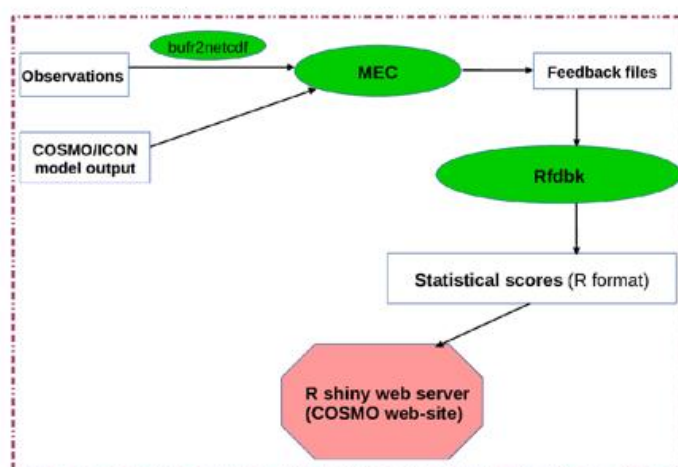 bufr2netcdf
Observations
MEC
Feedback files
COSMO/ICON
model output
Rfdbk
Statistical scores (R format)
R shiny web server
(COSMO web-site)